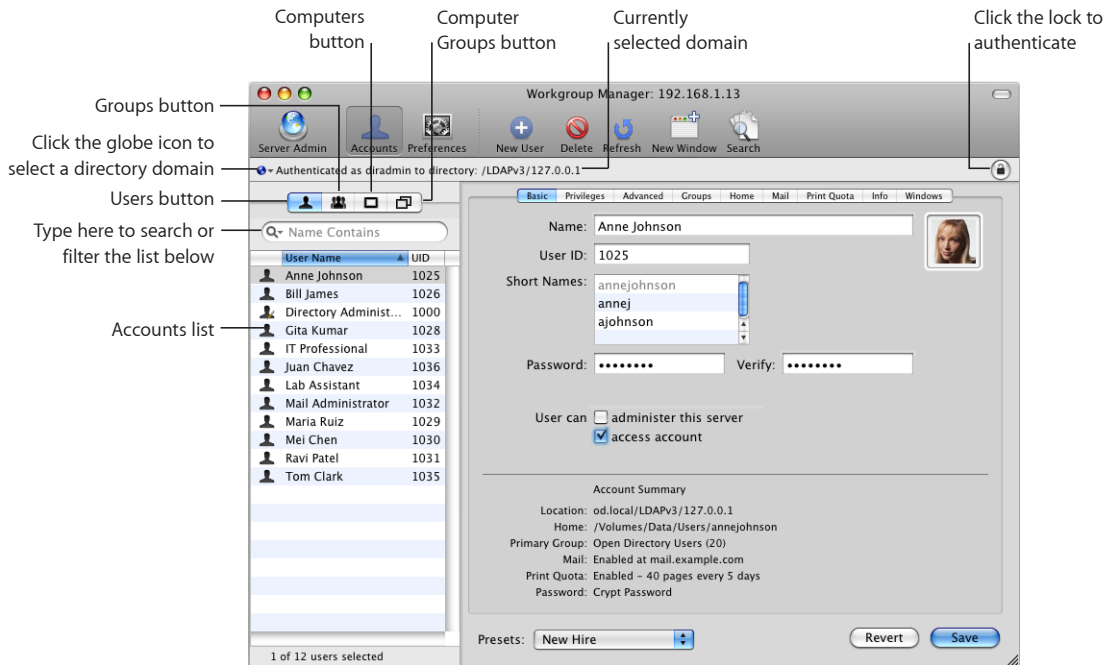 Computers
button
Computer
Groups button
Currently
selected domain
Click the lock to
authenticate
Groups button
Click the globe icon to
select a directory domain
Users button
Type here to search or
filter the list below
Accounts list
Workgroup Manager: 192.168.1.13
Server Admin Accounts Preferences New User Delete Refresh New Window Search
Authenticated as diradmin to directory: /LDAPv3/127.0.0.1
Name Contains
User Name UID
Anne Johnson 1025
Bill James 1026
Directory Administ... 1000
Gita Kumar 1028
IT Professional 1033
Juan Chavez 1036
Lab Assistant 1034
Mail Administrator 1032
Maria Ruiz 1029
Mei Chen 1030
Ravi Patel 1031
Tom Clark 1035
1 of 12 users selected
Basic Privileges Advanced Groups Home Mail Print Quota Info Windows
Name: Anne Johnson
User ID: 1025
Short Names: annejohnson
annej
ajohnson
Password: •••••••• Verify: ••••••••
User can administer this server
access account
Account Summary
Location: od.local/LDAPv3/127.0.0.1
Home: /Volumes/Data/Users/annejohnson
Primary Group: Open Directory Users (20)
Mail: Enabled at mail.example.com
Print Quota: Enabled – 40 pages every 5 days
Password: Crypt Password
Presets: New Hire Revert Save